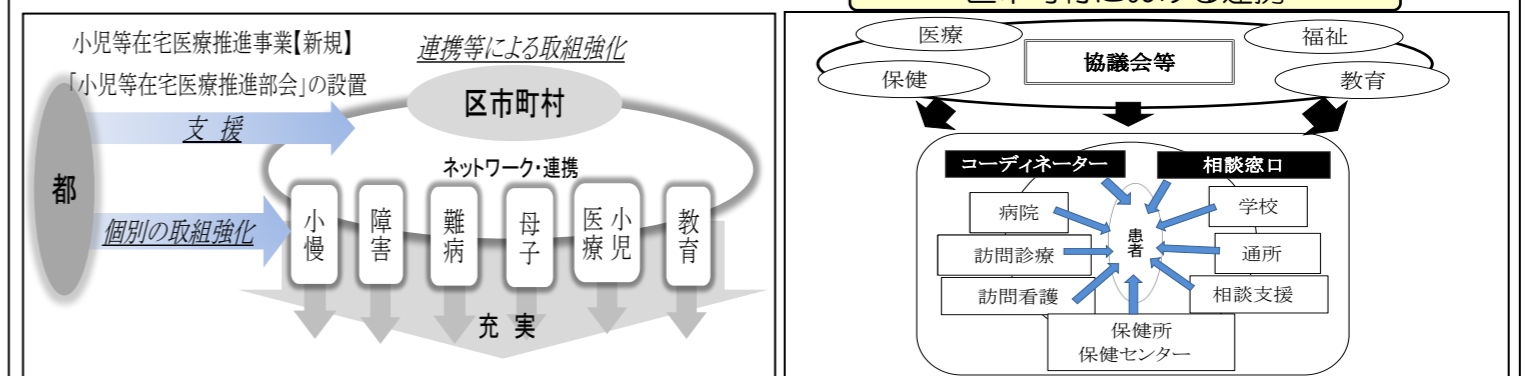 小児等在宅医療推進事業【新規】
「小児等在宅医療推進部会」の設置
連携等による取組強化
区市町村
支 援
ネットワーク・連携
都
個別の取組強化
小慢
障害
難病
母子
小児医療
教育
充 実
区市町村における連携
医療
福祉
協議会等
保健
教育
コーディネーター
相談窓口
病院
学校
患者
訪問診療
通所
訪問看護
相談支援
保健所
保健センター